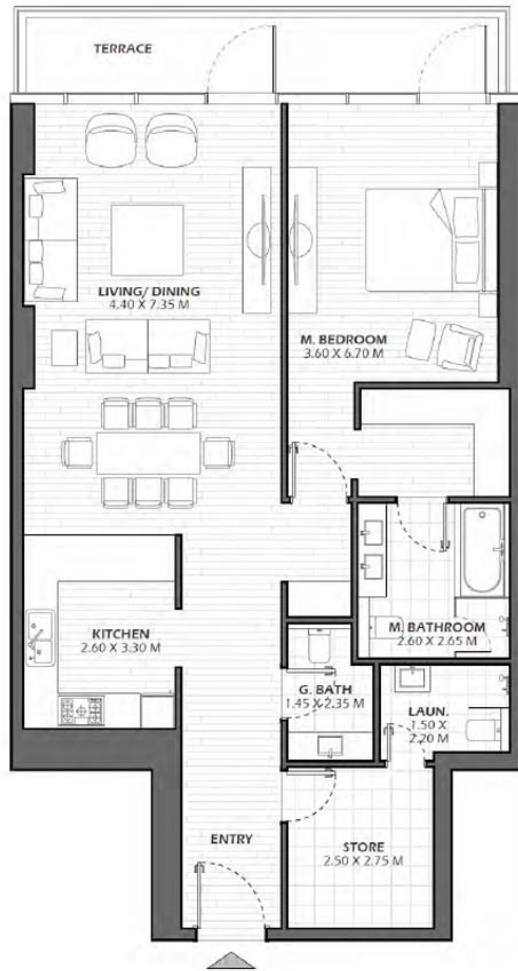 TERRACE
LIVING/ DINING
4.40 X 7.35 M
M. BEDROOM
3.60 X 6.70 M
KITCHEN
2.60 X 3.30 M
M. BATHROOM
2.60 X 2.65 M
G. BATH
1.45 X 2.35 M
LAUN.
1.50 X
2.20 M
ENTRY
STORE
2.50 X 2.75 M